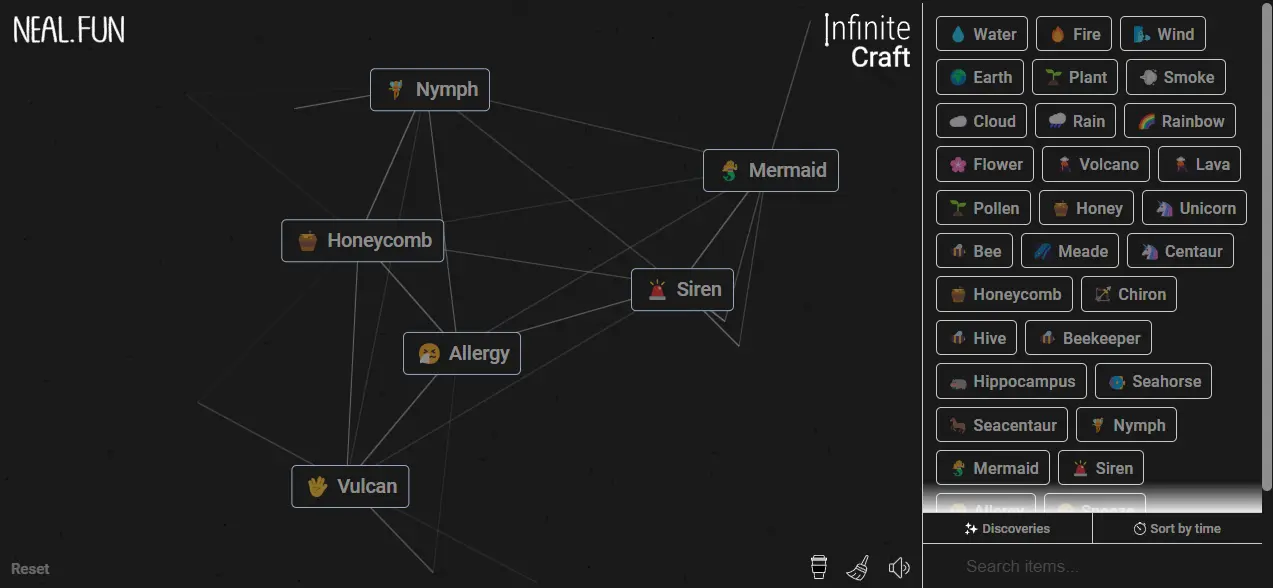 NEAL.FUN
Infinite
Craft
Nymph
Mermaid
Honeycomb
Siren
Allergy
Vulcan
Reset
Water Fire Wind
Earth Plant Smoke
Cloud Rain Rainbow
Flower Volcano Lava
Pollen Honey Unicorn
Bee Meade Centaur
Honeycomb Chiron
Hive Beekeeper
Hippocampus Seahorse
Seacentaur Nymph
Mermaid Siren
Allergy Sneeze
Discoveries Sort by time
Search items...